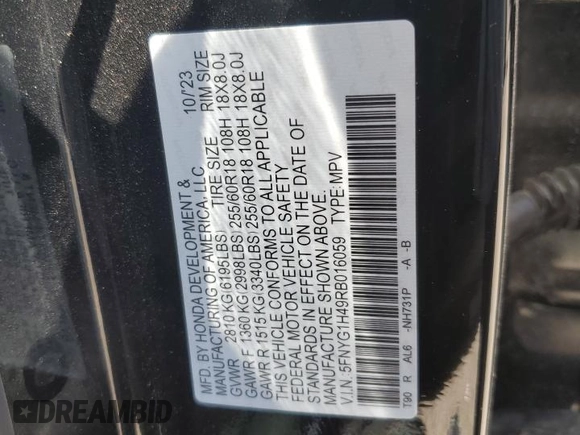 MFD. BY HONDA DEVELOPMENT &
MANUFACTURING OF AMERICA, LLC 10/23
TIRE SIZE RIM SIZE
GVWR 2810 KG(6195LBS)
GAWR F 1360 KG(2998LBS) 255/60R18 108H 18X8.0J
GAWR R 1515 KG(3340LBS) 255/60R18 108H 18X8.0J
THIS VEHICLE CONFORMS TO ALL APPLICABLE
FEDERAL MOTOR VEHICLE SAFETY
STANDARDS IN EFFECT ON THE DATE OF
MANUFACTURE SHOWN ABOVE.
V.I.N. 5FNYG1H49RB016059 TYPE: MPV
T90 R AL6 -NH731P -A -B
RideSafely